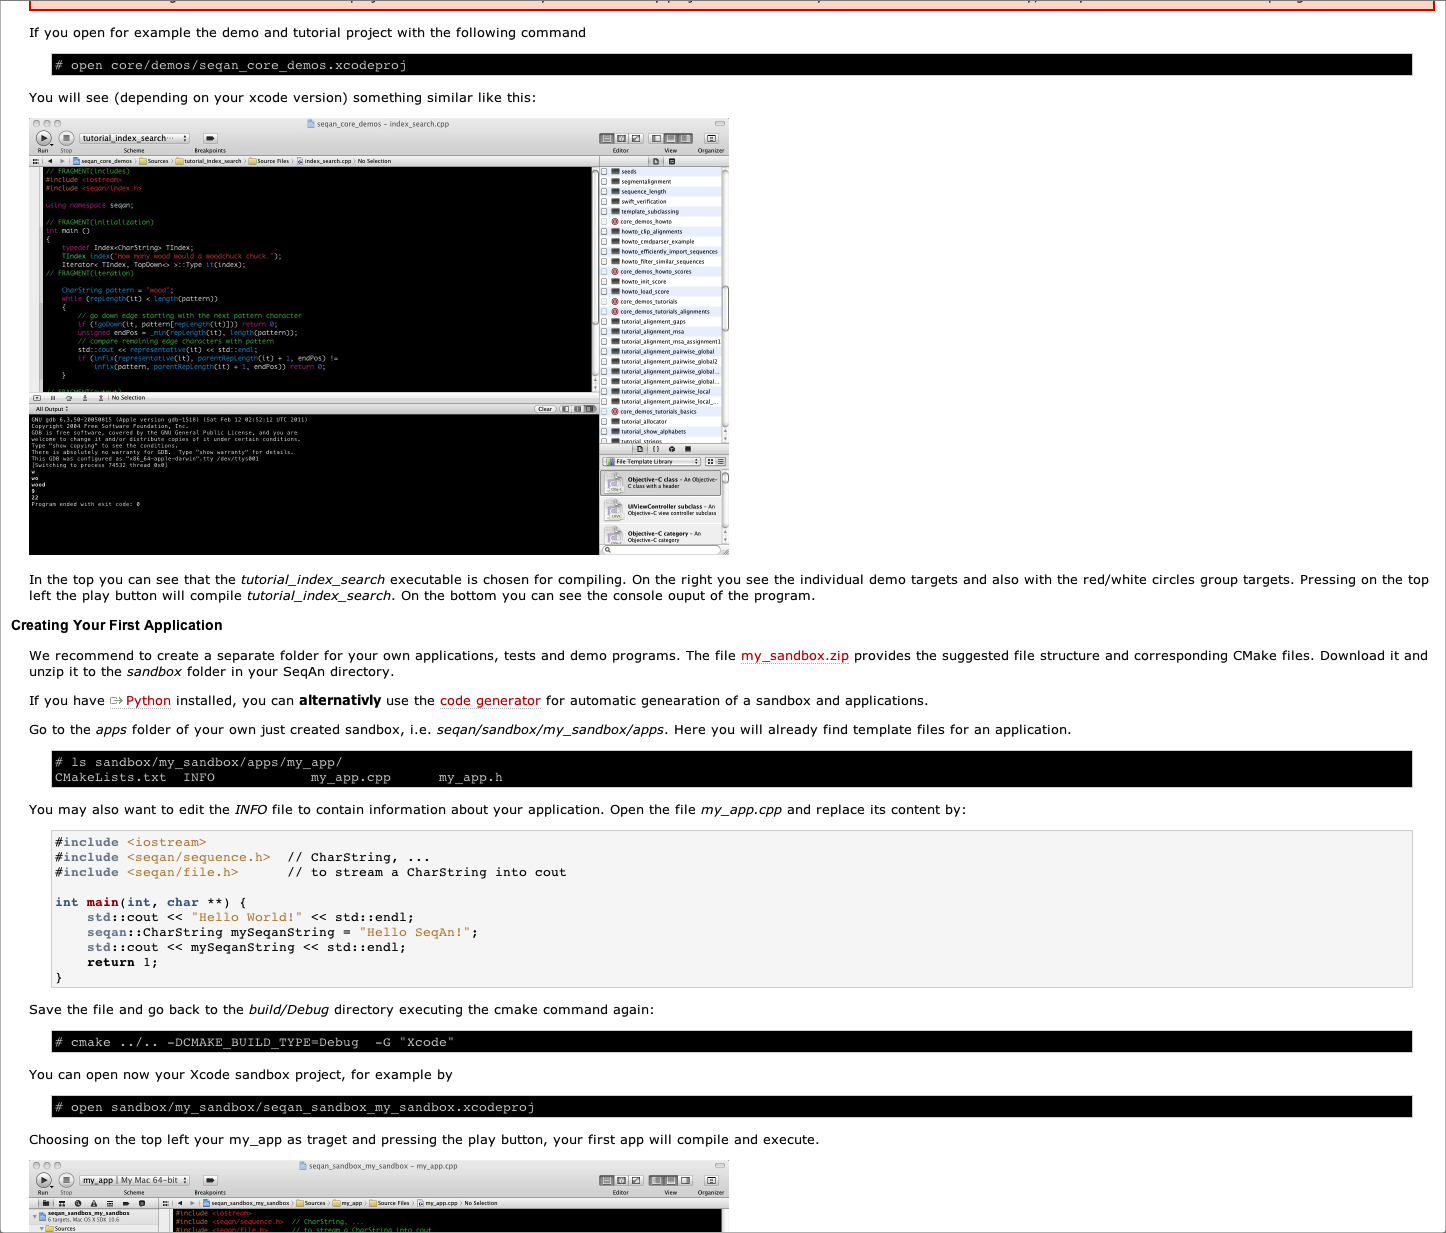 If you open for example the demo and tutorial project with the following command
# open core/demos/seqan_core_demos.xcodeproj
You will see (depending on your xcode version) something similar like this:
seqan_core_demos – index_search.cpp
tutorial_index_search···
Run Stop Scheme Breakpoints Editor View Organizer
seqan_core_demos Sources tutorial_index_search Source Files index_search.cpp No Selection
// FRAGMENT(includes)
#include <iostream>
#include <seqan/index.h>
using namespace seqan;
// FRAGMENT(initialization)
int main ()
{
typedef Index<CharString> TIndex;
TIndex index("How many wood would a woodchuck chuck.");
Iterator< TIndex, TopDown<> >::Type it(index);
// FRAGMENT(iteration)
CharString pattern = "wood";
while (repLength(it) < length(pattern))
{
// go down edge starting with the next pattern character
if (!goDown(it, pattern[repLength(it)])) return 0;
unsigned endPos = _min(repLength(it), length(pattern));
// compare remaining edge characters with pattern
std::cout << representative(it) << std::endl;
if (infix(representative(it), parentRepLength(it) + 1, endPos) !=
infix(pattern, parentRepLength(it) + 1, endPos)) return 0;
}
// FRAGMENT(output)
seeds
segmentalignment
sequence_length
swift_verification
template_subclassing
core_demos_howto
howto_clip_alignments
howto_cmdparser_example
howto_efficiently_import_sequences
howto_filter_similar_sequences
core_demos_howto_scores
howto_init_score
howto_load_score
core_demos_tutorials
core_demos_tutorials_alignments
tutorial_alignment_gaps
tutorial_alignment_msa
tutorial_alignment_msa_assignment1
tutorial_alignment_pairwise_global
tutorial_alignment_pairwise_global2
tutorial_alignment_pairwise_global...
tutorial_alignment_pairwise_global...
tutorial_alignment_pairwise_local
tutorial_alignment_pairwise_local_...
core_demos_tutorials_basics
tutorial_allocator
tutorial_show_alphabets
tutorial_strings
No Selection
All Output Clear
GNU gdb 6.3.50-20050815 (Apple version gdb-1518) (Sat Feb 12 02:52:12 UTC 2011)
Copyright 2004 Free Software Foundation, Inc.
GDB is free software, covered by the GNU General Public License, and you are
welcome to change it and/or distribute copies of it under certain conditions.
Type "show copying" to see the conditions.
There is absolutely no warranty for GDB.  Type "show warranty" for details.
This GDB was configured as "x86_64-apple-darwin".tty /dev/ttys001
[Switching to process 74532 thread 0x0]
w
wo
wood
9
22
Program ended with exit code: 0
File Template Library
Objective-C class – An Objective-
C class with a header
UIViewController subclass – An
Objective-C view controller subclass
Objective-C category – An
Objective-C category
In the top you can see that the tutorial_index_search executable is chosen for compiling. On the right you see the individual demo targets and also with the red/white circles group targets. Pressing on the top
left the play button will compile tutorial_index_search. On the bottom you can see the console ouput of the program.
Creating Your First Application
We recommend to create a separate folder for your own applications, tests and demo programs. The file my_sandbox.zip provides the suggested file structure and corresponding CMake files. Download it and
unzip it to the sandbox folder in your SeqAn directory.
If you have Python installed, you can alternativly use the code generator for automatic genearation of a sandbox and applications.
Go to the apps folder of your own just created sandbox, i.e. seqan/sandbox/my_sandbox/apps. Here you will already find template files for an application.
# ls sandbox/my_sandbox/apps/my_app/
CMakeLists.txt  INFO            my_app.cpp      my_app.h
You may also want to edit the INFO file to contain information about your application. Open the file my_app.cpp and replace its content by:
#include <iostream>
#include <seqan/sequence.h>  // CharString, ...
#include <seqan/file.h>      // to stream a CharString into cout
int main(int, char **) {
std::cout << "Hello World!" << std::endl;
seqan::CharString mySeqanString = "Hello SeqAn!";
std::cout << mySeqanString << std::endl;
return 1;
}
Save the file and go back to the build/Debug directory executing the cmake command again:
# cmake ../.. -DCMAKE_BUILD_TYPE=Debug  -G "Xcode"
You can open now your Xcode sandbox project, for example by
# open sandbox/my_sandbox/seqan_sandbox_my_sandbox.xcodeproj
Choosing on the top left your my_app as traget and pressing the play button, your first app will compile and execute.
seqan_sandbox_my_sandbox – my_app.cpp
my_app My Mac 64-bit
Run Stop Scheme Breakpoints Editor View Organizer
seqan_sandbox_my_sandbox Sources my_app Source Files my_app.cpp No Selection
seqan_sandbox_my_sandbox
6 targets, Mac OS X SDK 10.6
Sources
#include <iostream>
#include <seqan/sequence.h>  // CharString, ...
#include <seqan/file.h>      // to stream a CharString into cout